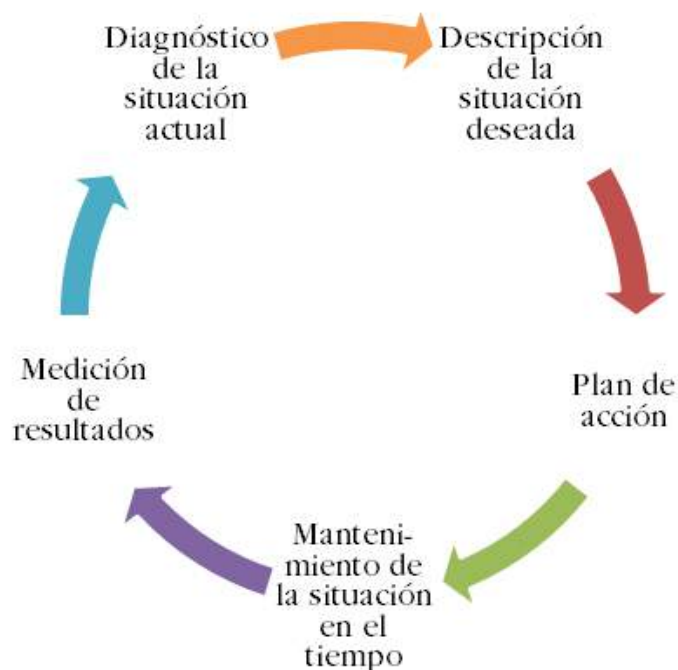 Diagnóstico
de la
situación
actual
Descripción
de la
situación
deseada
Plan de
acción
Manteni-
miento de
la situación
en el
tiempo
Medición
de
resultados